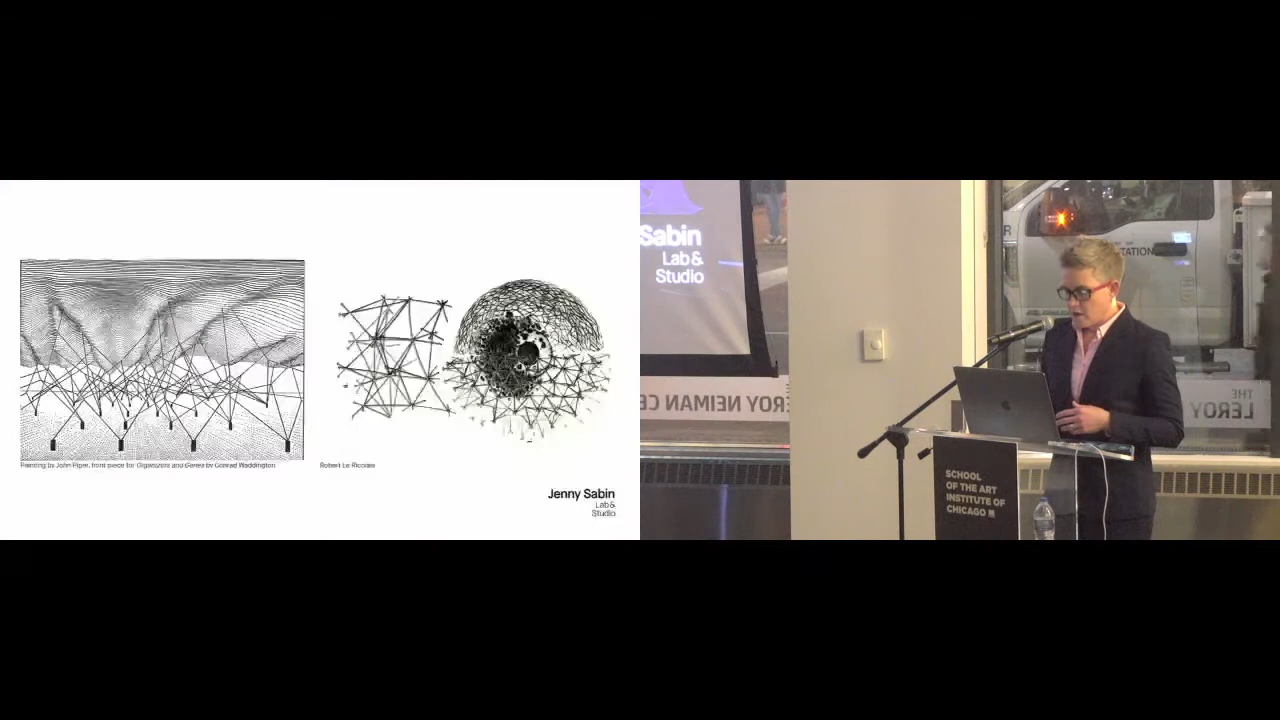 Painting by John Piper, front piece for Organizers and Genes by Conrad Waddington.
Robert Le Ricolais
Jenny Sabin
Lab &
Studio
Sabin
Lab &
Studio
TATION
R
ROY NEIMAN CE
THE
LEROY
SCHOOL
OF THE ART
INSTITUTE OF
CHICAGO